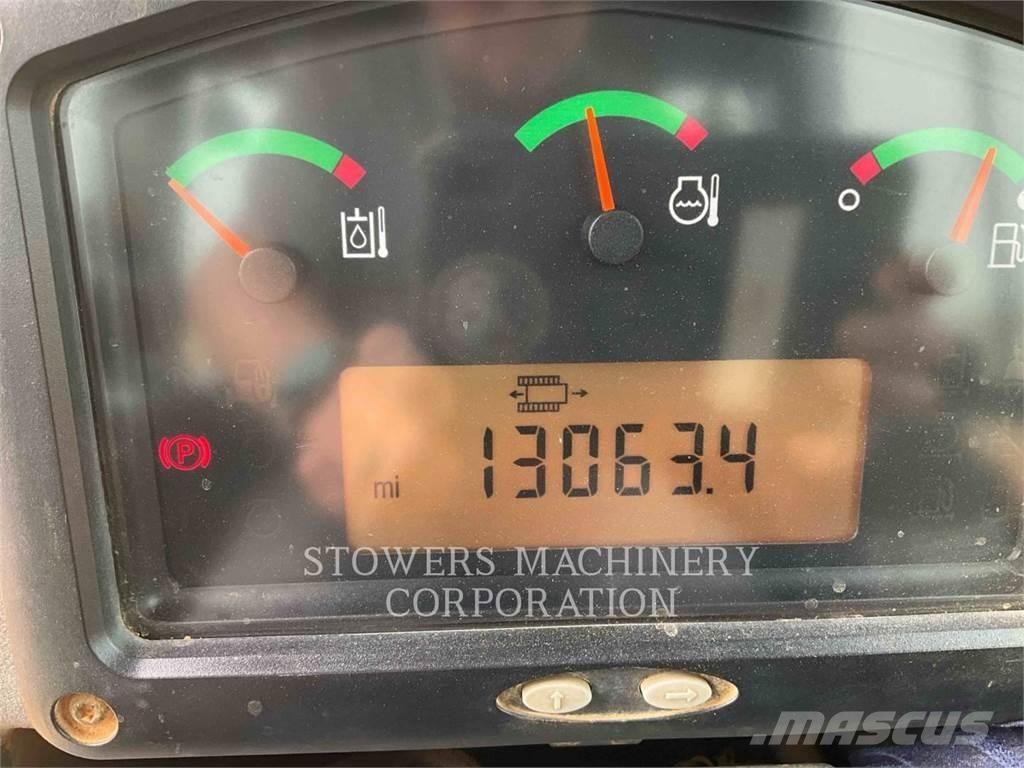 P
mi 13063.4
STOWERS MACHINERY
CORPORATION
MASCUS